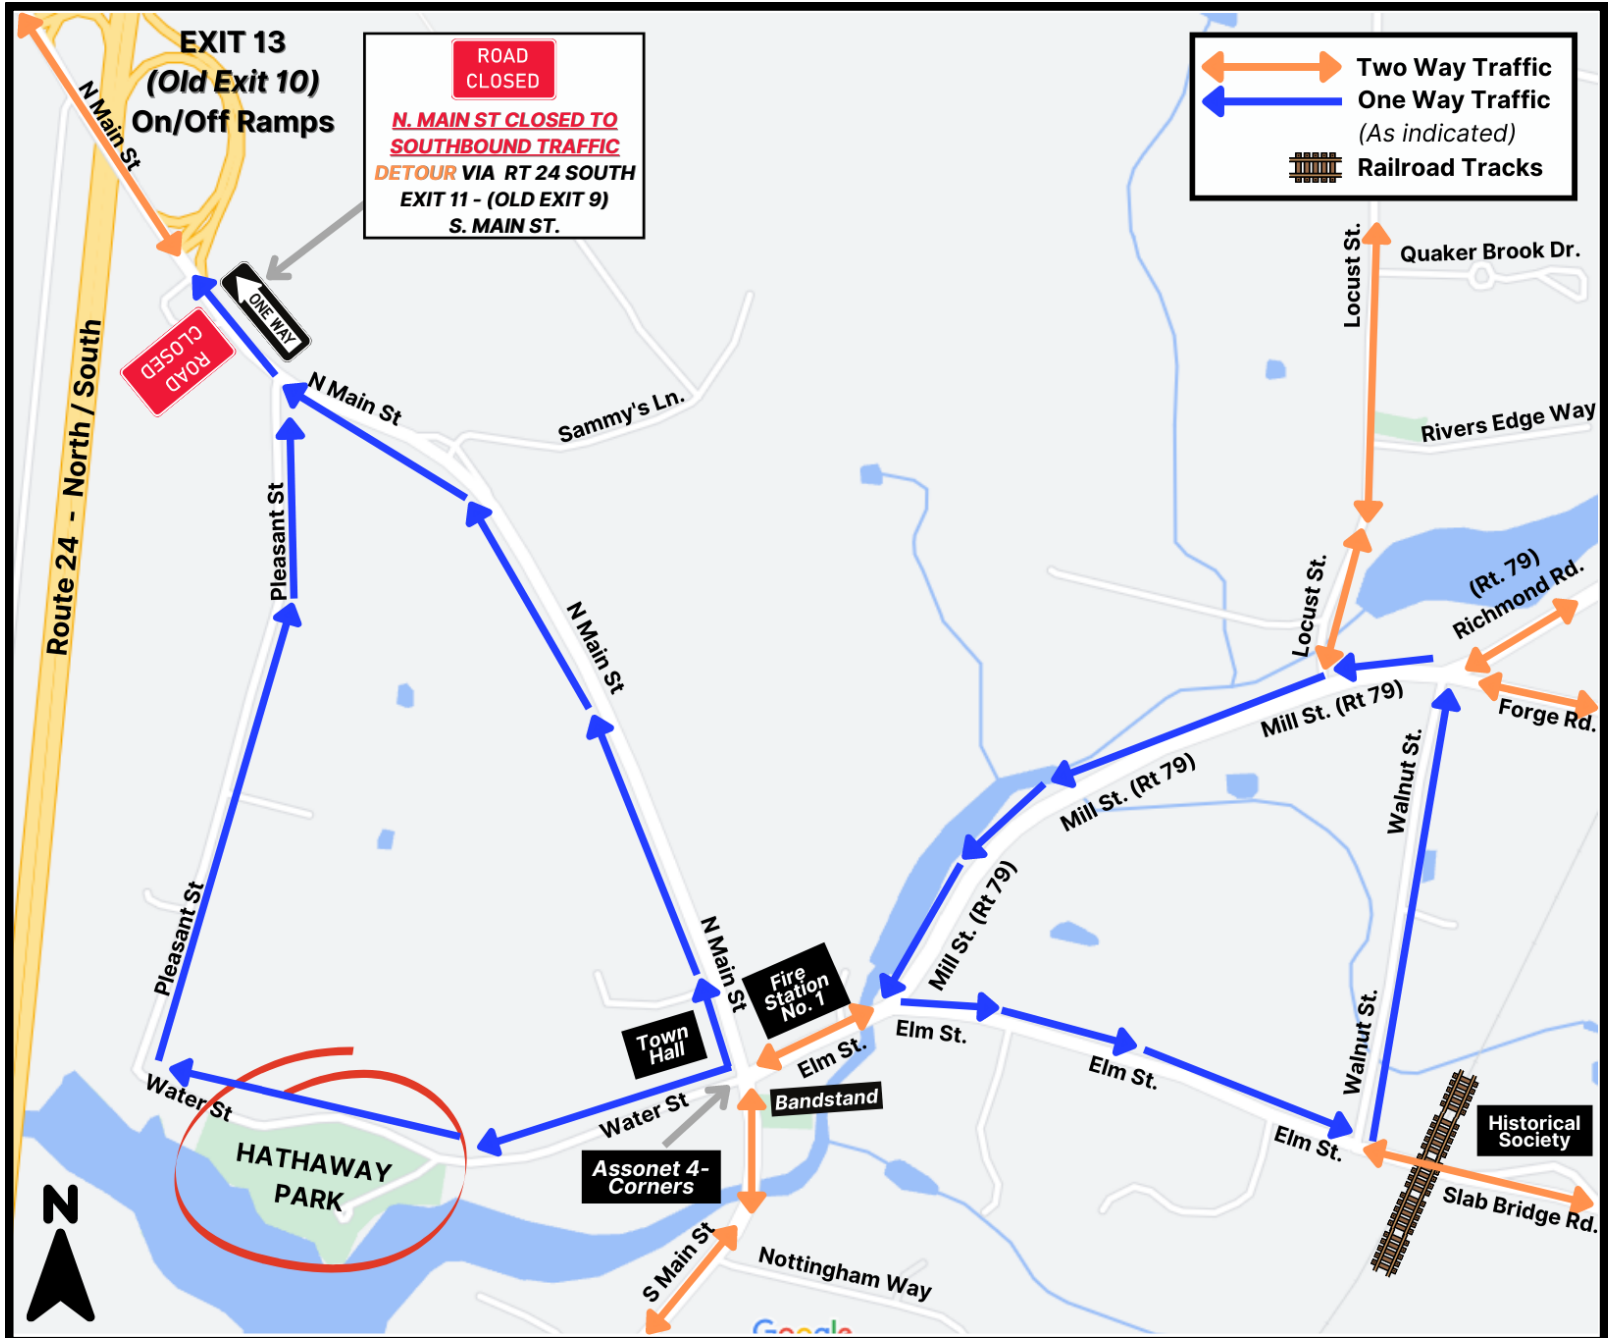 EXIT 13
(Old Exit 10)
On/Off Ramps
N Main St
ROAD
CLOSED
N. MAIN ST CLOSED TO
SOUTHBOUND TRAFFIC
DETOUR VIA RT 24 SOUTH
EXIT 11 - (OLD EXIT 9)
S. MAIN ST.
Two Way Traffic
One Way Traffic
(As indicated)
Railroad Tracks
Locust St.
Quaker Brook Dr.
ONE WAY
ROAD
CLOSED
Route 24 - North / South
N Main St
Sammy's Ln.
Rivers Edge Way
Pleasant St
Locust St.
(Rt. 79)
Richmond Rd.
N Main St
Mill St. (Rt 79)
Forge Rd.
Walnut St.
Mill St. (Rt 79)
Pleasant St
Mill St. (Rt 79)
N Main St
Fire
Station
No. 1
Town
Hall
Elm St.
Elm St.
Elm St.
Walnut St.
Water St
Water St
Bandstand
Elm St.
Historical
Society
HATHAWAY
PARK
Assonet 4-
Corners
Slab Bridge Rd.
N
S Main St
Nottingham Way
Google